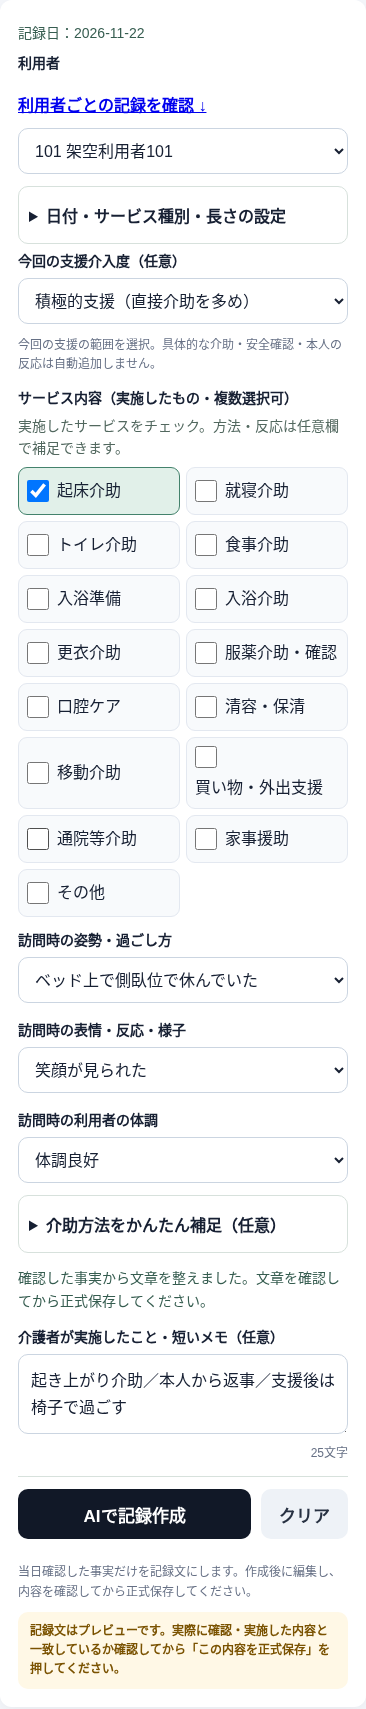 記録日：2026-11-22
利用者
利用者ごとの記録を確認 ↓
101 架空利用者101
▶ 日付・サービス種別・長さの設定
今回の支援介入度（任意）
積極的支援（直接介助を多め）
今回の支援の範囲を選択。具体的な介助・安全確認・本人の
反応は自動追加しません。
サービス内容（実施したもの・複数選択可）
実施したサービスをチェック。方法・反応は任意欄
で補足できます。
起床介助
就寝介助
トイレ介助
食事介助
入浴準備
入浴介助
更衣介助
服薬介助・確認
口腔ケア
清容・保清
移動介助
買い物・外出支援
通院等介助
家事援助
その他
訪問時の姿勢・過ごし方
ベッド上で側臥位で休んでいた
訪問時の表情・反応・様子
笑顔が見られた
訪問時の利用者の体調
体調良好
▶ 介助方法をかんたん補足（任意）
確認した事実から文章を整えました。文章を確認し
てから正式保存してください。
介護者が実施したこと・短いメモ（任意）
起き上がり介助／本人から返事／支援後は
椅子で過ごす
25文字
AIで記録作成
クリア
当日確認した事実だけを記録文にします。作成後に編集し、
内容を確認してから正式保存してください。
記録文はプレビューです。実際に確認・実施した内容と
一致しているか確認してから「この内容を正式保存」を
押してください。